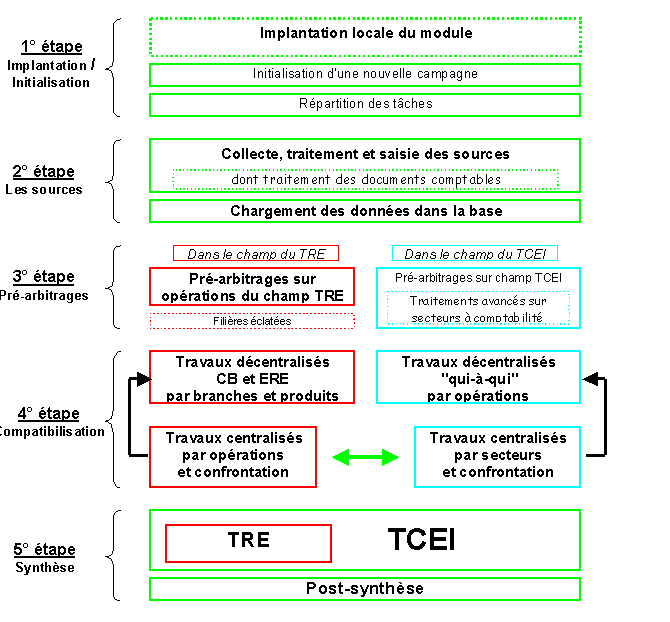 1° étape
Implantation /
Initialisation
Implantation locale du module
Initialisation d'une nouvelle campagne
Répartition des tâches
2° étape
Les sources
Collecte, traitement et saisie des sources
dont traitement des documents comptables
Chargement des données dans la base
3° étape
Pré-arbitrages
Dans le champ du TRE
Dans le champ du TCEI
Pré-arbitrages sur
opérations du champ TRE
Filières éclatées
Pré-arbitrages sur champ TCEI
Traitements avancés sur
secteurs à comptabilité
4° étape
Compatibilisation
Travaux décentralisés
CB et ERE
par branches et produits
Travaux décentralisés
"qui-à-qui"
par opérations
Travaux centralisés
par opérations
et confrontation
Travaux centralisés
par secteurs
et confrontation
5° étape
Synthèse
TRE
TCEI
Post-synthèse